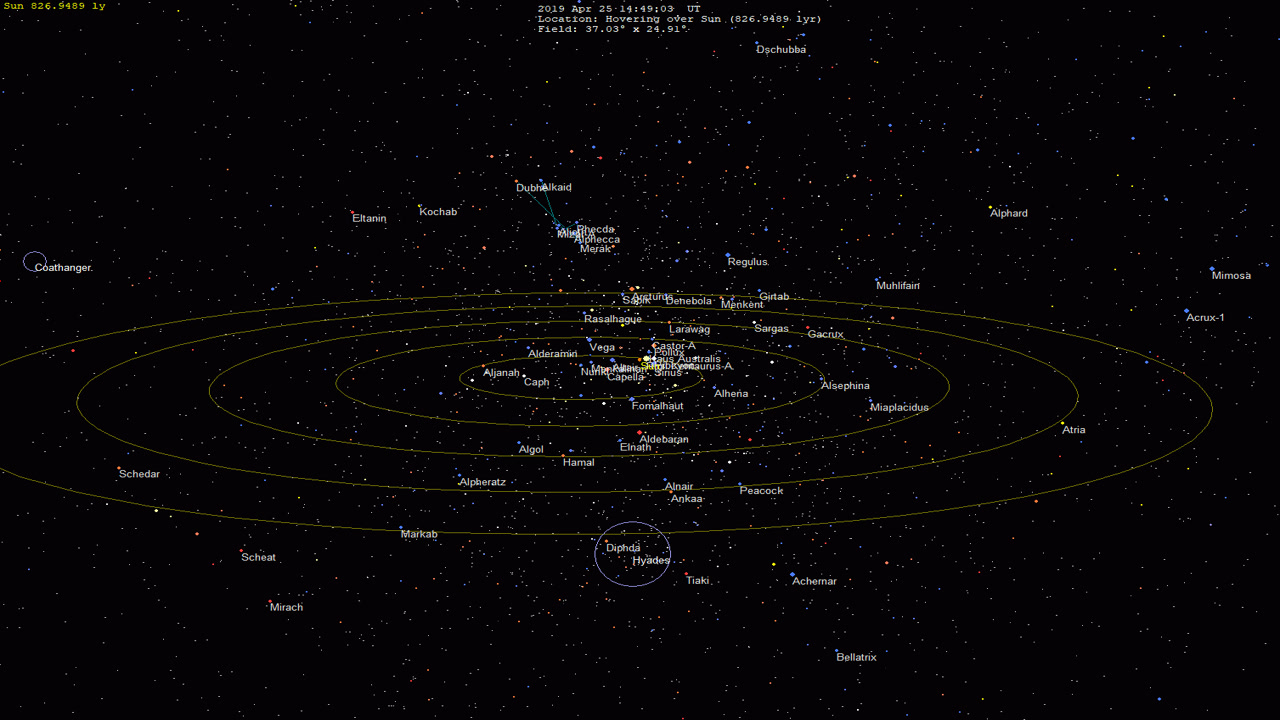 Sun 826.9489 ly
2019 Apr 25 14:49:03 UT
Location: Hovering over Sun (826.9489 lyr)
Field: 37.03° x 24.91°
Dschubba
Dubhe
Alkaid
Kochab
Eltanin
Alphard
Phecda
Alphecca
Merak
Coathanger.
Regulus
Mimosa
Muhlifain
Arcturus
Denebola
Menkent
Girtab
Acrux-1
Rasalhague
Larawag
Sargas
Gacrux
Vega
Castor-A
Pollux
Alderamin
Kaus Australis
Aljanah
Caph
Capella
Sirius
Alhena
Alsephina
Fomalhaut
Miaplacidus
Atria
Aldebaran
Elnath
Algol
Hamal
Schedar
Alpheratz
Alnair
Peacock
Ankaa
Markab
Diphda
Hyades
Scheat
Tiaki
Achernar
Mirach
Bellatrix